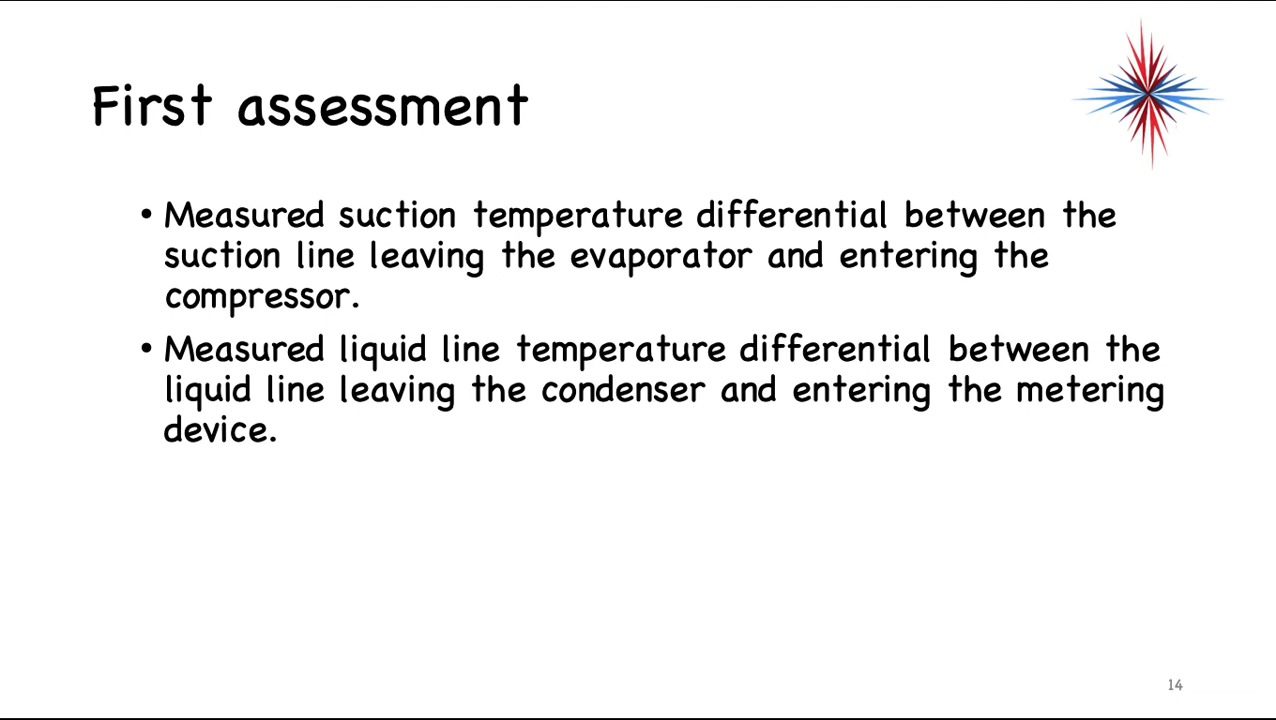 First assessment
• Measured suction temperature differential between the
suction line leaving the evaporator and entering the
compressor.
• Measured liquid line temperature differential between the
liquid line leaving the condenser and entering the metering
device.
14